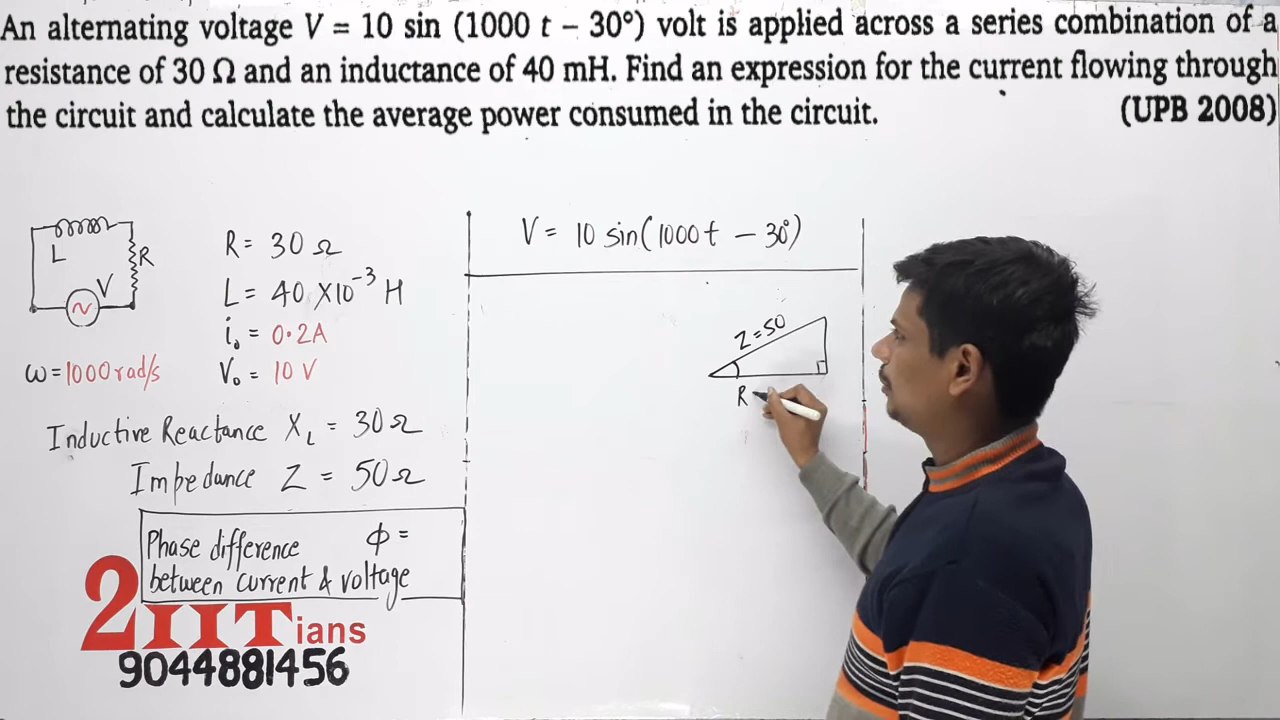 An alternating voltage V = 10 sin (1000 t – 30°) volt is applied across a series combination of a
resistance of 30 Ω and an inductance of 40 mH. Find an expression for the current flowing through
the circuit and calculate the average power consumed in the circuit. (UPB 2008)
L
R
V
~
ω = 1000 rad/s
R = 30 Ω
L = 40 X10⁻³ H
i₀ = 0.2A
V₀ = 10 V
Inductive Reactance X_L = 30 Ω
Impedance Z = 50 Ω
Phase difference ϕ =
between current & voltage
2IITians
9044881456
V = 10 sin(1000 t – 30°)
Z = 50
R